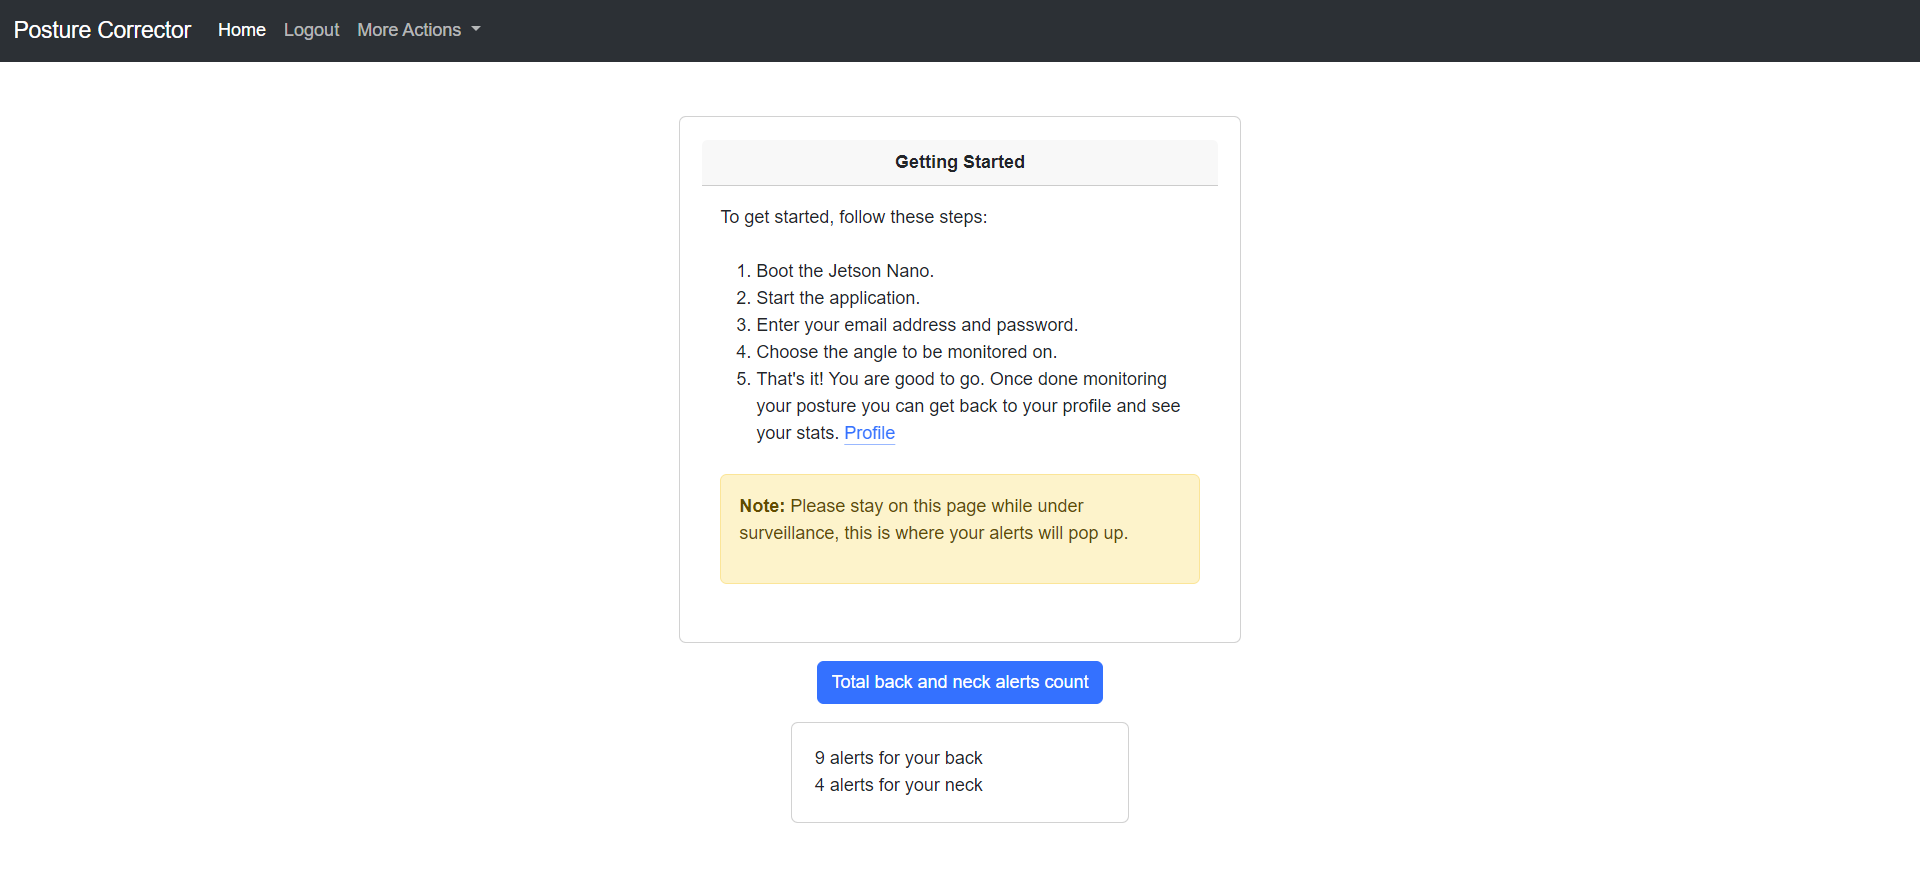 Posture Corrector Home Logout More Actions
Getting Started
To get started, follow these steps:
1. Boot the Jetson Nano.
2. Start the application.
3. Enter your email address and password.
4. Choose the angle to be monitored on.
5. That's it! You are good to go. Once done monitoring
your posture you can get back to your profile and see
your stats. Profile
Note: Please stay on this page while under
surveillance, this is where your alerts will pop up.
Total back and neck alerts count
9 alerts for your back
4 alerts for your neck